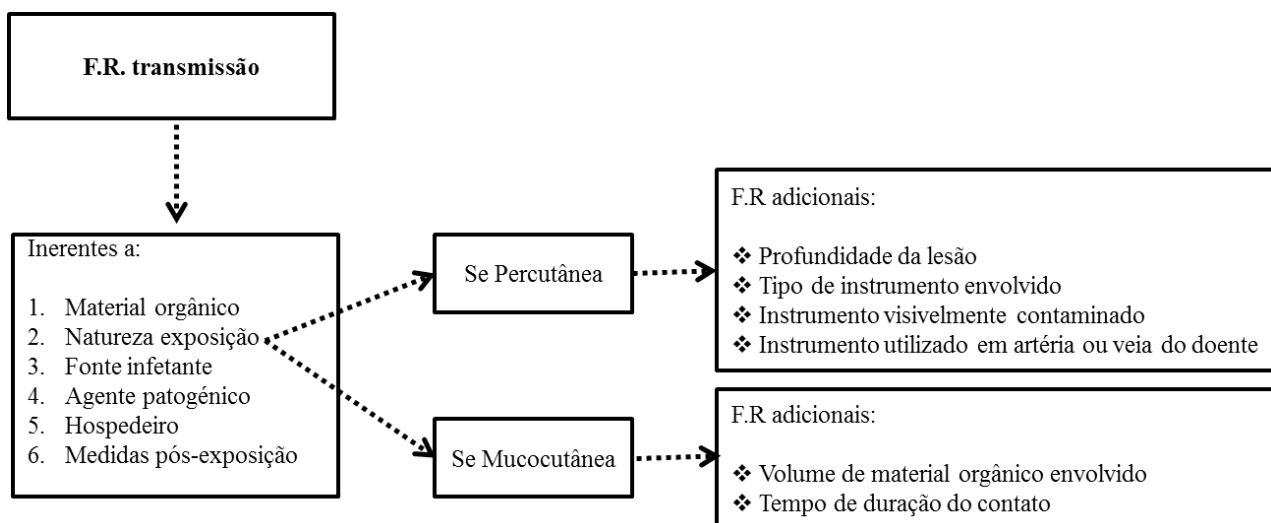 F.R. transmissão
Inerentes a:
1. Material orgânico
2. Natureza exposição
3. Fonte infetante
4. Agente patogénico
5. Hospedeiro
6. Medidas pós-exposição
Se Percutânea
F.R adicionais:
❖ Profundidade da lesão
❖ Tipo de instrumento envolvido
❖ Instrumento visivelmente contaminado
❖ Instrumento utilizado em artéria ou veia do doente
Se Mucocutânea
F.R adicionais:
❖ Volume de material orgânico envolvido
❖ Tempo de duração do contato